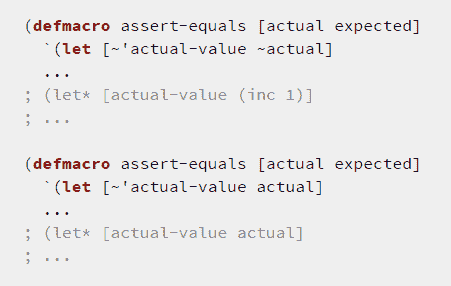 (defmacro assert-equals [actual expected]
`(let [~'actual-value ~actual]
...
; (let* [actual-value (inc 1)]
; ...
(defmacro assert-equals [actual expected]
`(let [~'actual-value actual]
...
; (let* [actual-value actual]
; ...